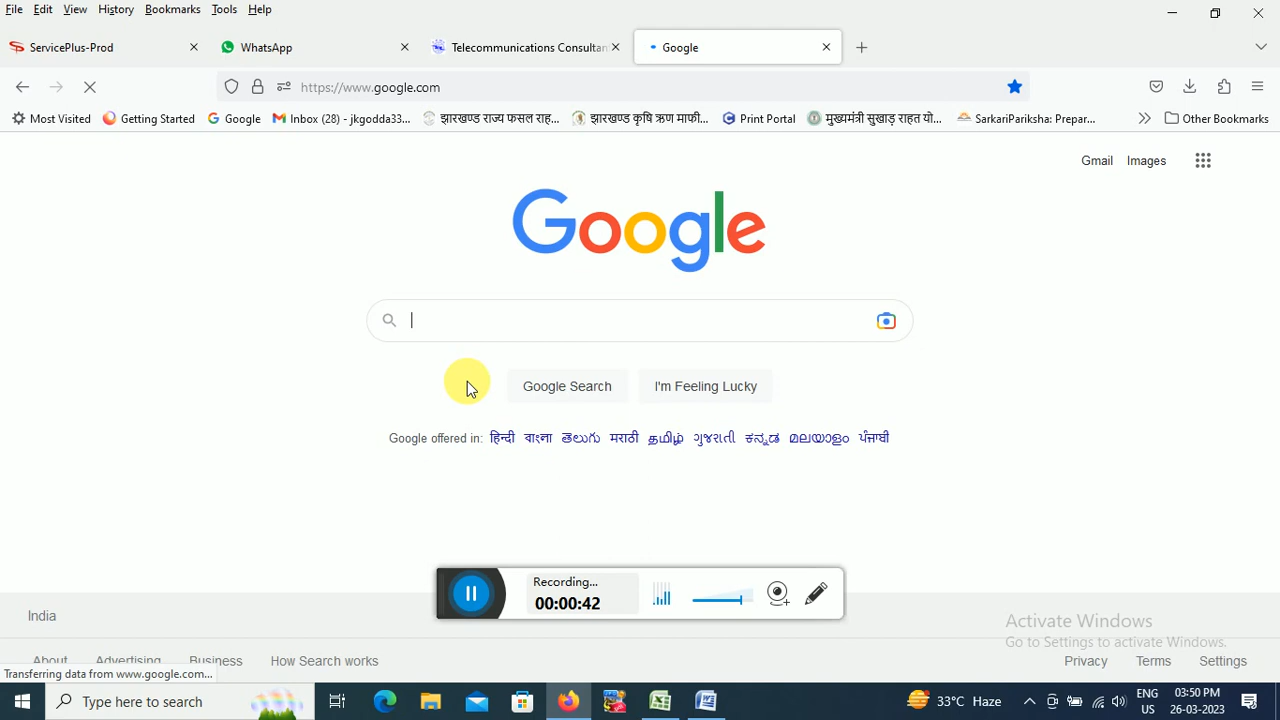 File Edit View History Bookmarks Tools Help
ServicePlus-Prod WhatsApp Telecommunications Consultan Google
https://www.google.com
Most Visited Getting Started Google Inbox (28) - jkgodda33... झारखण्ड राज्य फसल राह... झारखण्ड कृषि ऋण माफी... Print Portal मुख्यमंत्री सुखाड़ राहत यो... SarkariPariksha: Prepar... Other Bookmarks
Gmail Images
Google
Google Search I'm Feeling Lucky
Google offered in: हिन्दी বাংলা తెలుగు मराठी தமிழ் ગુજરાતી ಕನ್ನಡ മലയാളം ਪੰਜਾਬੀ
Recording...
00:00:42
India
Activate Windows
Go to Settings to activate Windows.
About Advertising Business How Search works Privacy Terms Settings
Transferring data from www.google.com...
Type here to search 33°C Haze ENG US 03:50 PM 26-03-2023